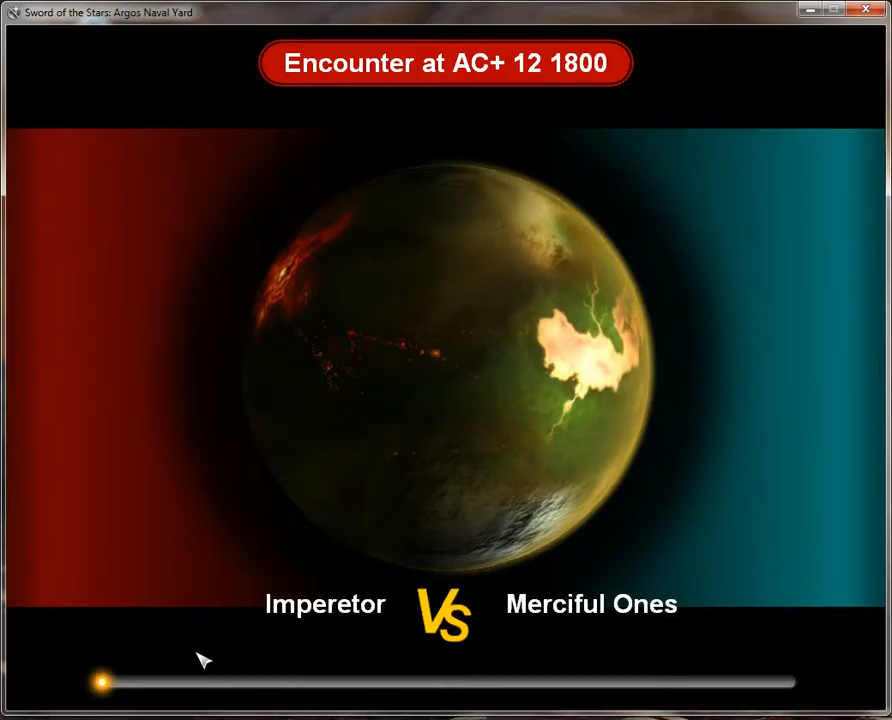 Sword of the Stars: Argos Naval Yard
Encounter at AC+ 12 1800
Imperetor VS Merciful Ones